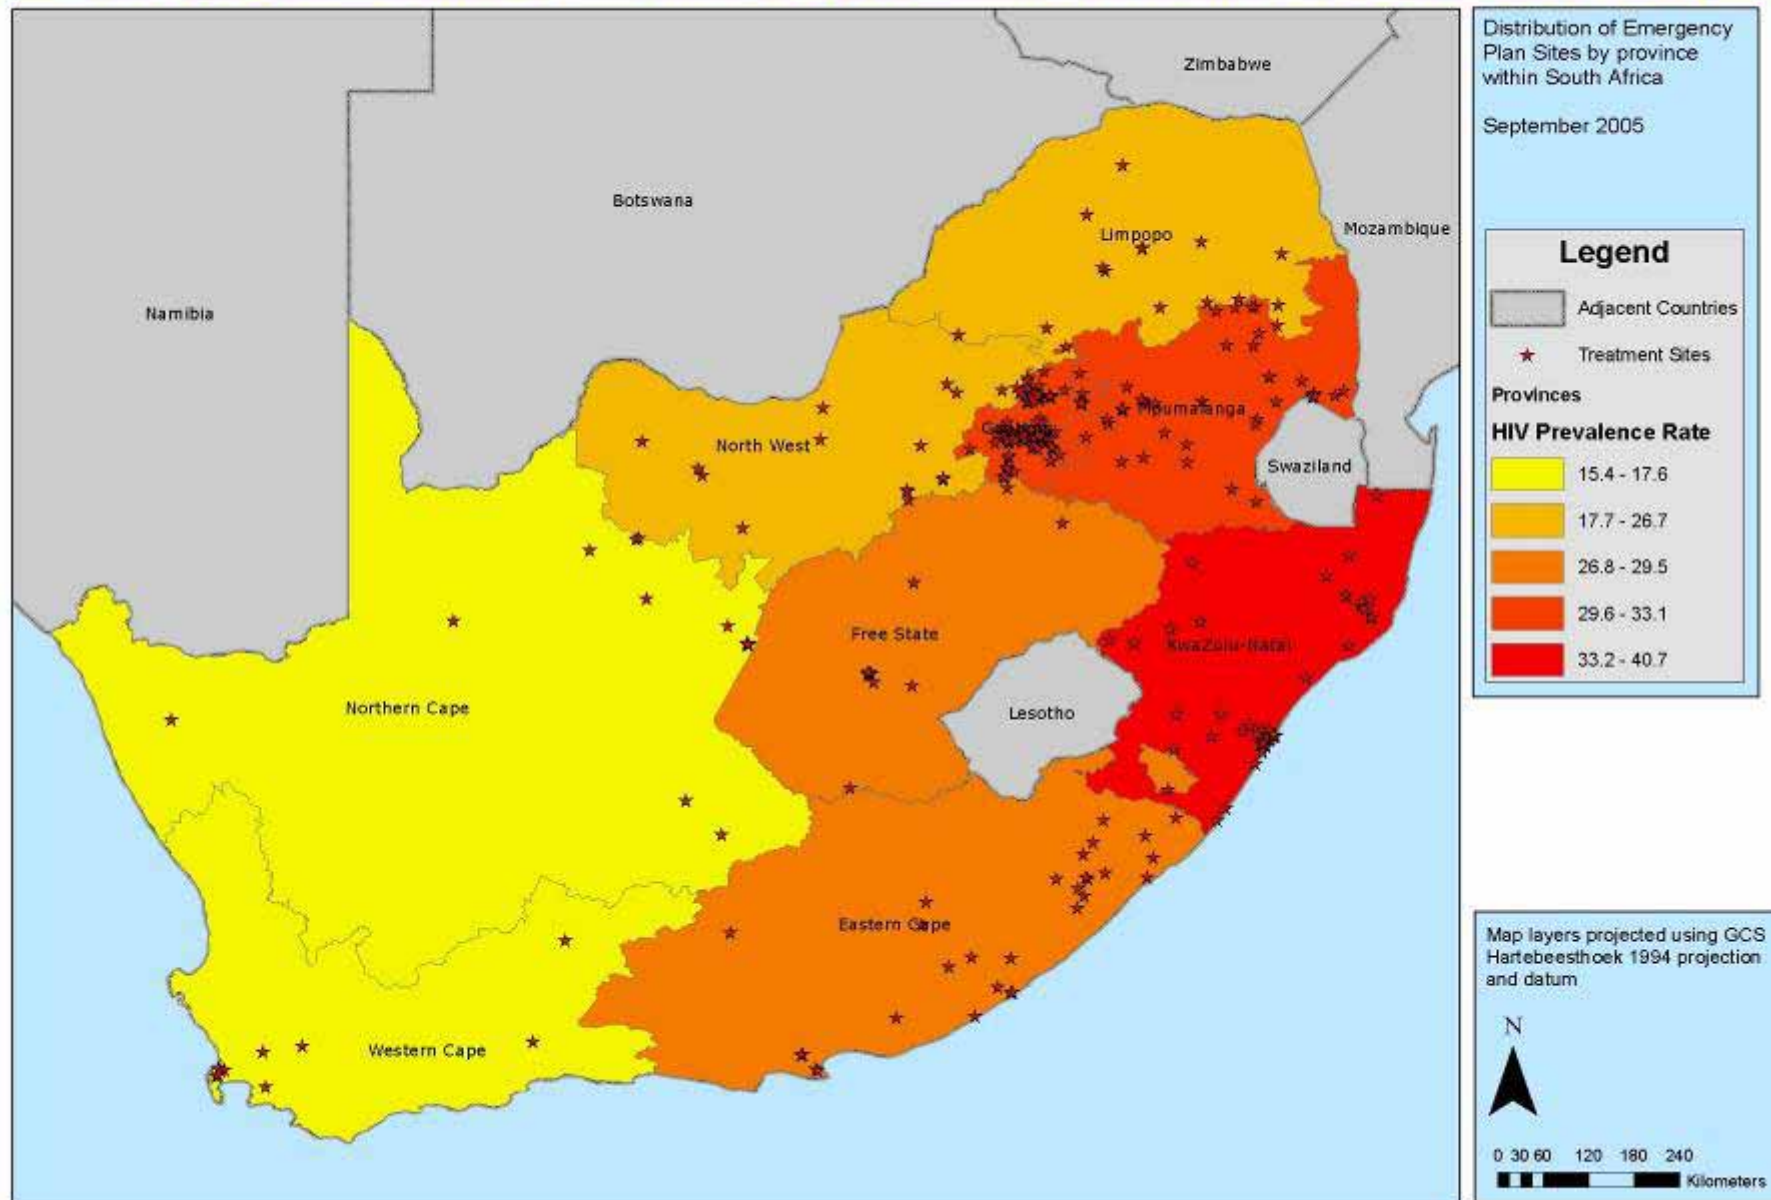 Distribution of Emergency
Plan Sites by province
within South Africa
September 2005
Legend
Adjacent Countries
Treatment Sites
Provinces
HIV Prevalence Rate
15.4 - 17.6
17.7 - 26.7
26.8 - 29.5
29.6 - 33.1
33.2 - 40.7
Zimbabwe
Botswana
Mozambique
Limpopo
Namibia
Mpumalanga
North West
Swaziland
Free State
KwaZulu-Natal
Northern Cape
Lesotho
Eastern Cape
Western Cape
Map layers projected using GCS
Hartebeesthoek 1994 projection
and datum
N
0 30 60 120 180 240
Kilometers